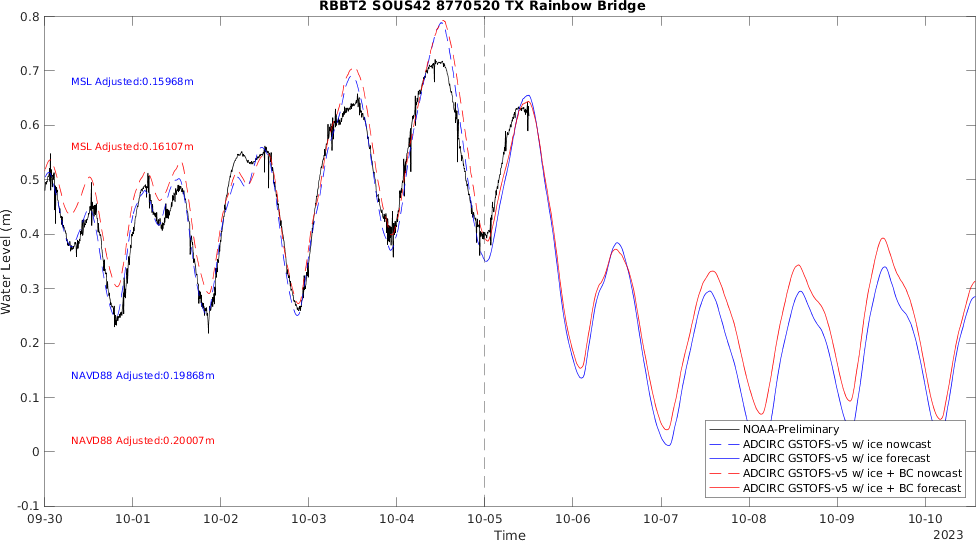 RBBT2 SOUS42 8770520 TX Rainbow Bridge
0.8
0.7
0.6
0.5
0.4
0.3
0.2
0.1
0
-0.1
Water Level (m)
MSL Adjusted:0.15968m
MSL Adjusted:0.16107m
NAVD88 Adjusted:0.19868m
NAVD88 Adjusted:0.20007m
NOAA-Preliminary
ADCIRC GSTOFS-v5 w/ ice nowcast
ADCIRC GSTOFS-v5 w/ ice forecast
ADCIRC GSTOFS-v5 w/ ice + BC nowcast
ADCIRC GSTOFS-v5 w/ ice + BC forecast
09-30 10-01 10-02 10-03 10-04 10-05 10-06 10-07 10-08 10-09 10-10
Time
2023